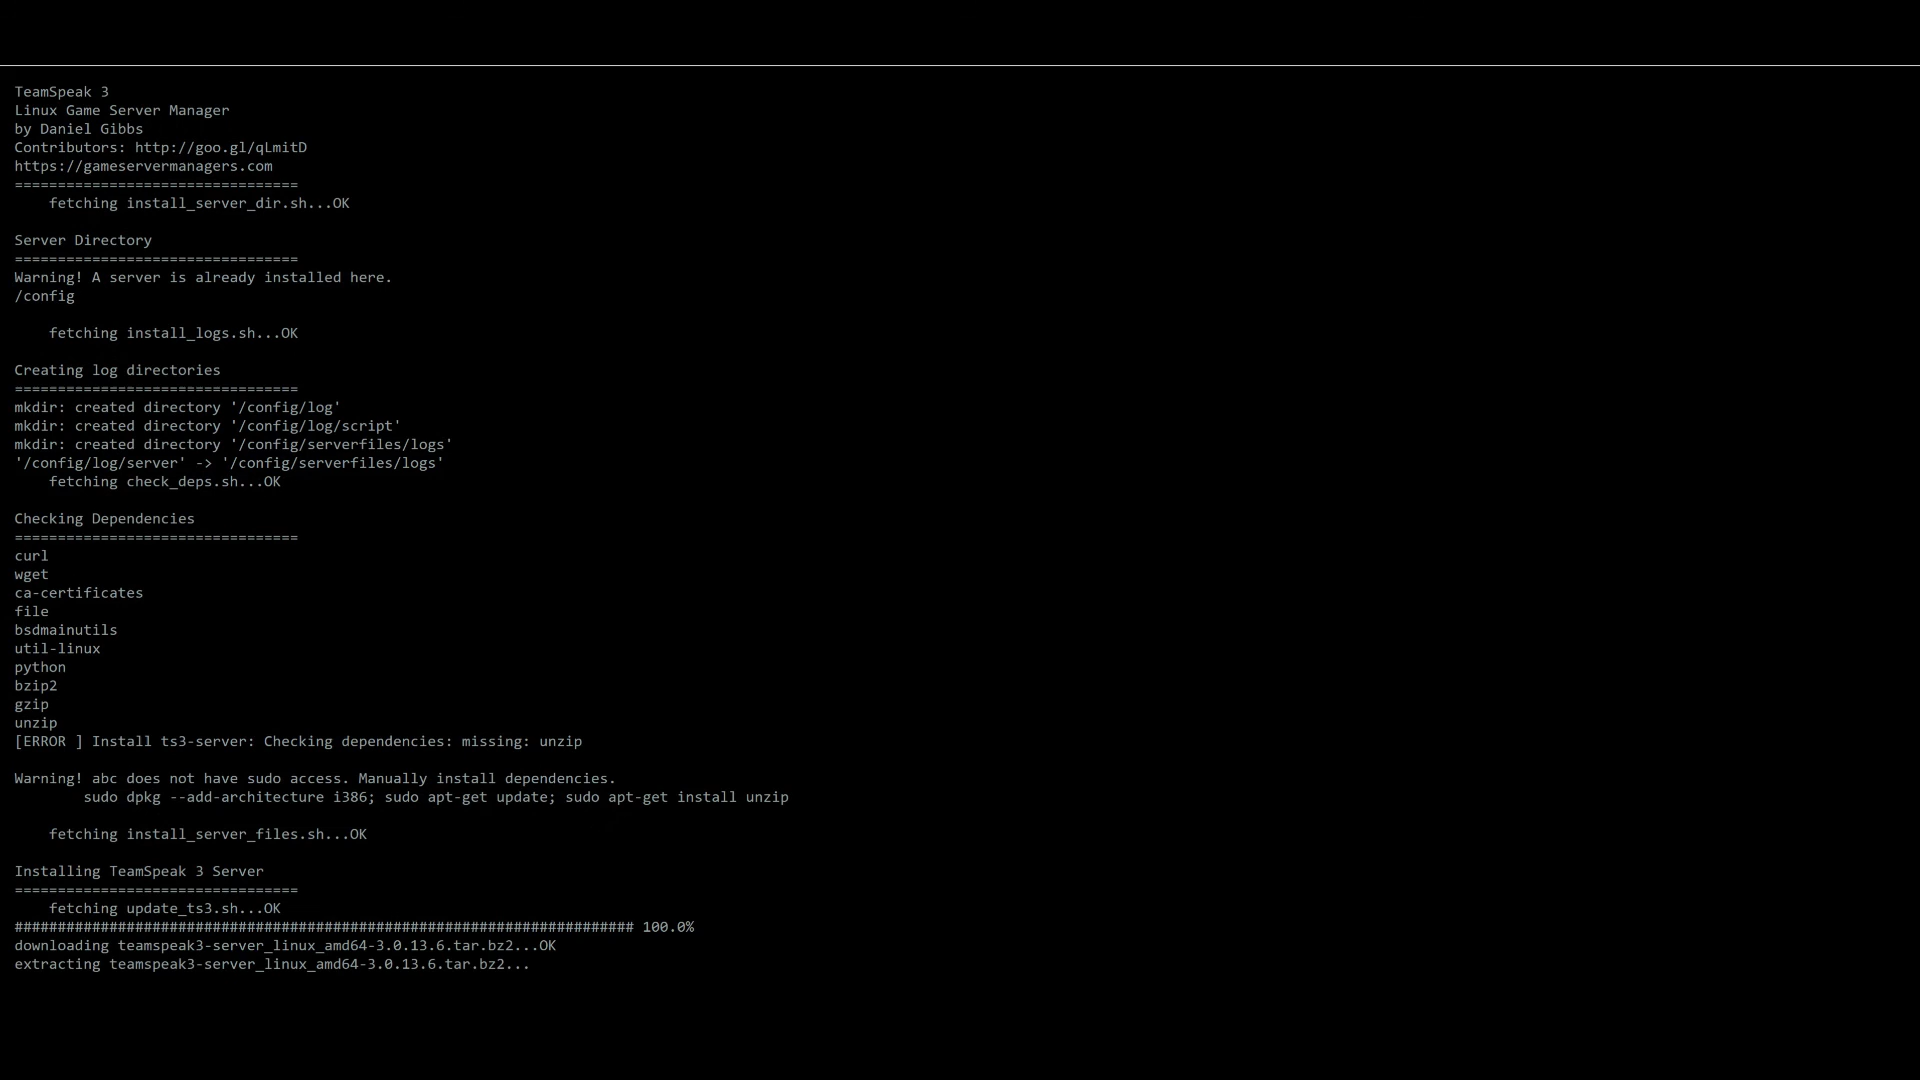 TeamSpeak 3
Linux Game Server Manager
by Daniel Gibbs
Contributors: http://goo.gl/qLmitD
https://gameservermanagers.com
=================================
    fetching install_server_dir.sh...OK

Server Directory
=================================
Warning! A server is already installed here.
/config

    fetching install_logs.sh...OK

Creating log directories
=================================
mkdir: created directory '/config/log'
mkdir: created directory '/config/log/script'
mkdir: created directory '/config/serverfiles/logs'
'/config/log/server' -> '/config/serverfiles/logs'
    fetching check_deps.sh...OK

Checking Dependencies
=================================
curl
wget
ca-certificates
file
bsdmainutils
util-linux
python
bzip2
gzip
unzip
[ERROR ] Install ts3-server: Checking dependencies: missing: unzip

Warning! abc does not have sudo access. Manually install dependencies.
        sudo dpkg --add-architecture i386; sudo apt-get update; sudo apt-get install unzip

    fetching install_server_files.sh...OK

Installing TeamSpeak 3 Server
=================================
    fetching update_ts3.sh...OK
######################################################################## 100.0%
downloading teamspeak3-server_linux_amd64-3.0.13.6.tar.bz2...OK
extracting teamspeak3-server_linux_amd64-3.0.13.6.tar.bz2...